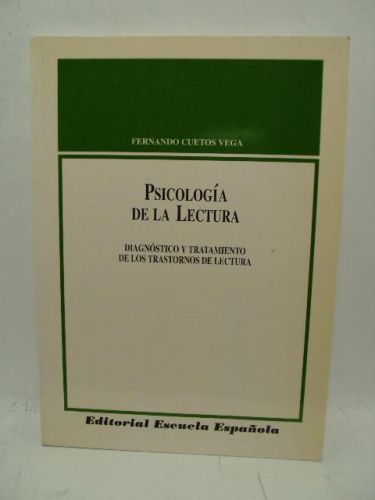 FERNANDO CUETOS VEGA
PSICOLOGÍA
DE LA LECTURA
DIAGNÓSTICO Y TRATAMIENTO
DE LOS TRASTORNOS DE LECTURA
Editorial Escuela Española